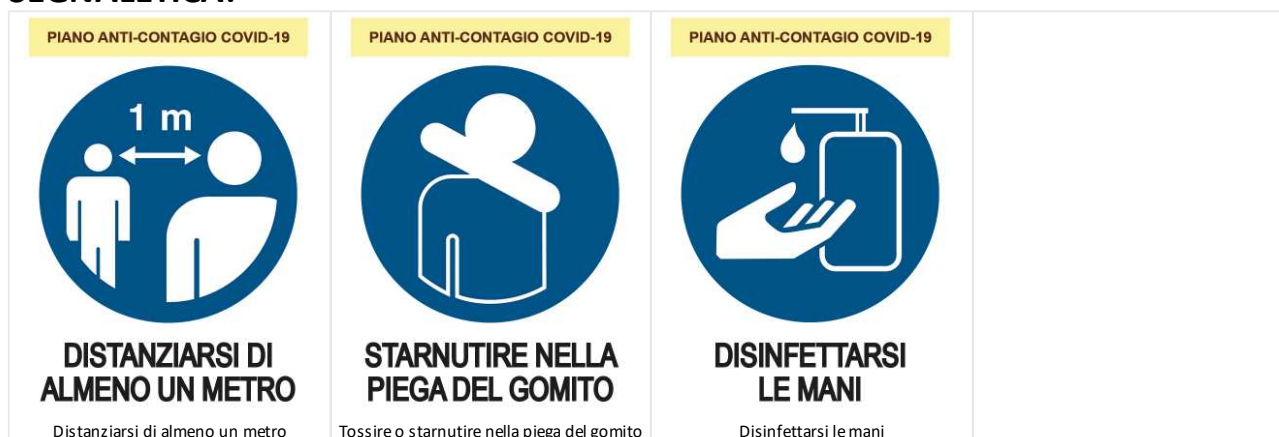 PIANO ANTI-CONTAGIO COVID-19
1 m
DISTANZIARSI DI
ALMENO UN METRO
Distanziarsi di almeno un metro
PIANO ANTI-CONTAGIO COVID-19
STARNUTIRE NELLA
PIEGA DEL GOMITO
Tossire o starnutire nella piega del gomito
PIANO ANTI-CONTAGIO COVID-19
DISINFETTARSI
LE MANI
Disinfettarsi le mani